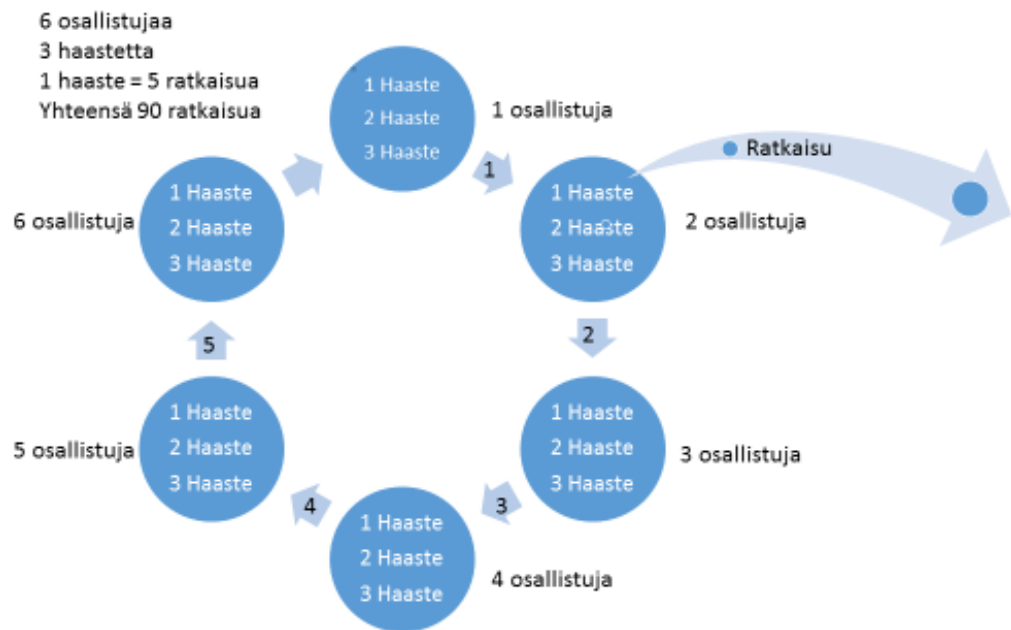 6 osallistujaa
3 haastetta
1 haaste = 5 ratkaisua
Yhteensä 90 ratkaisua
1 Haaste
2 Haaste
3 Haaste
1 osallistuja
1
Ratkaisu
1 Haaste
2 Haaste
3 Haaste
2 osallistuja
2
1 Haaste
2 Haaste
3 Haaste
3 osallistuja
3
1 Haaste
2 Haaste
3 Haaste
4 osallistuja
4
1 Haaste
2 Haaste
3 Haaste
5 osallistuja
5
1 Haaste
2 Haaste
3 Haaste
6 osallistuja